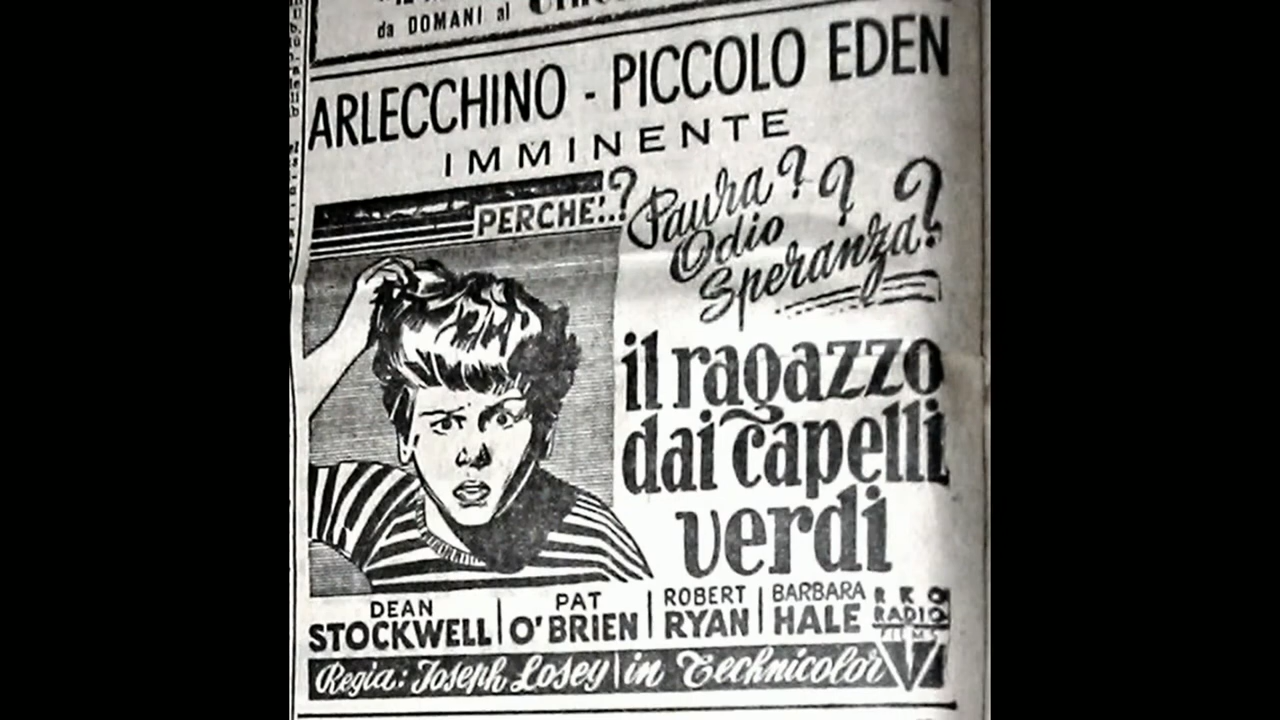 da DOMANI al
ARLECCHINO - PICCOLO EDEN
IMMINENTE
PERCHE'..?
Paura? ? ?
Odio
Speranza?
il ragazzo
dai capelli
verdi
DEAN STOCKWELL | PAT O'BRIEN | ROBERT RYAN | BARBARA HALE
RKO
RADIO
FILMS
Regia: Joseph Losey | in Technicolor